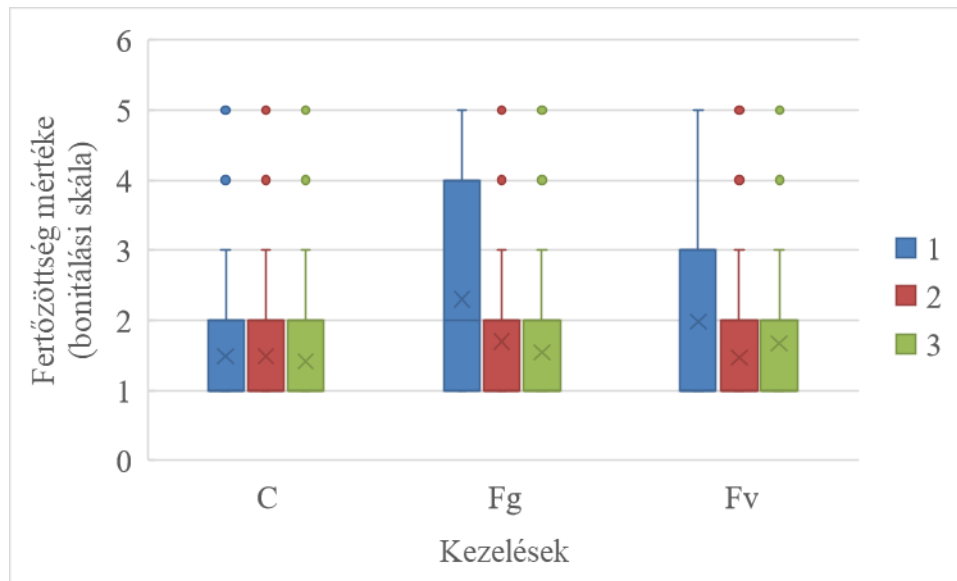 Fertőzöttség mértéke
(bonitálási skála)
6
5
4
3
2
1
0
C Fg Fv
Kezelések
1
2
3